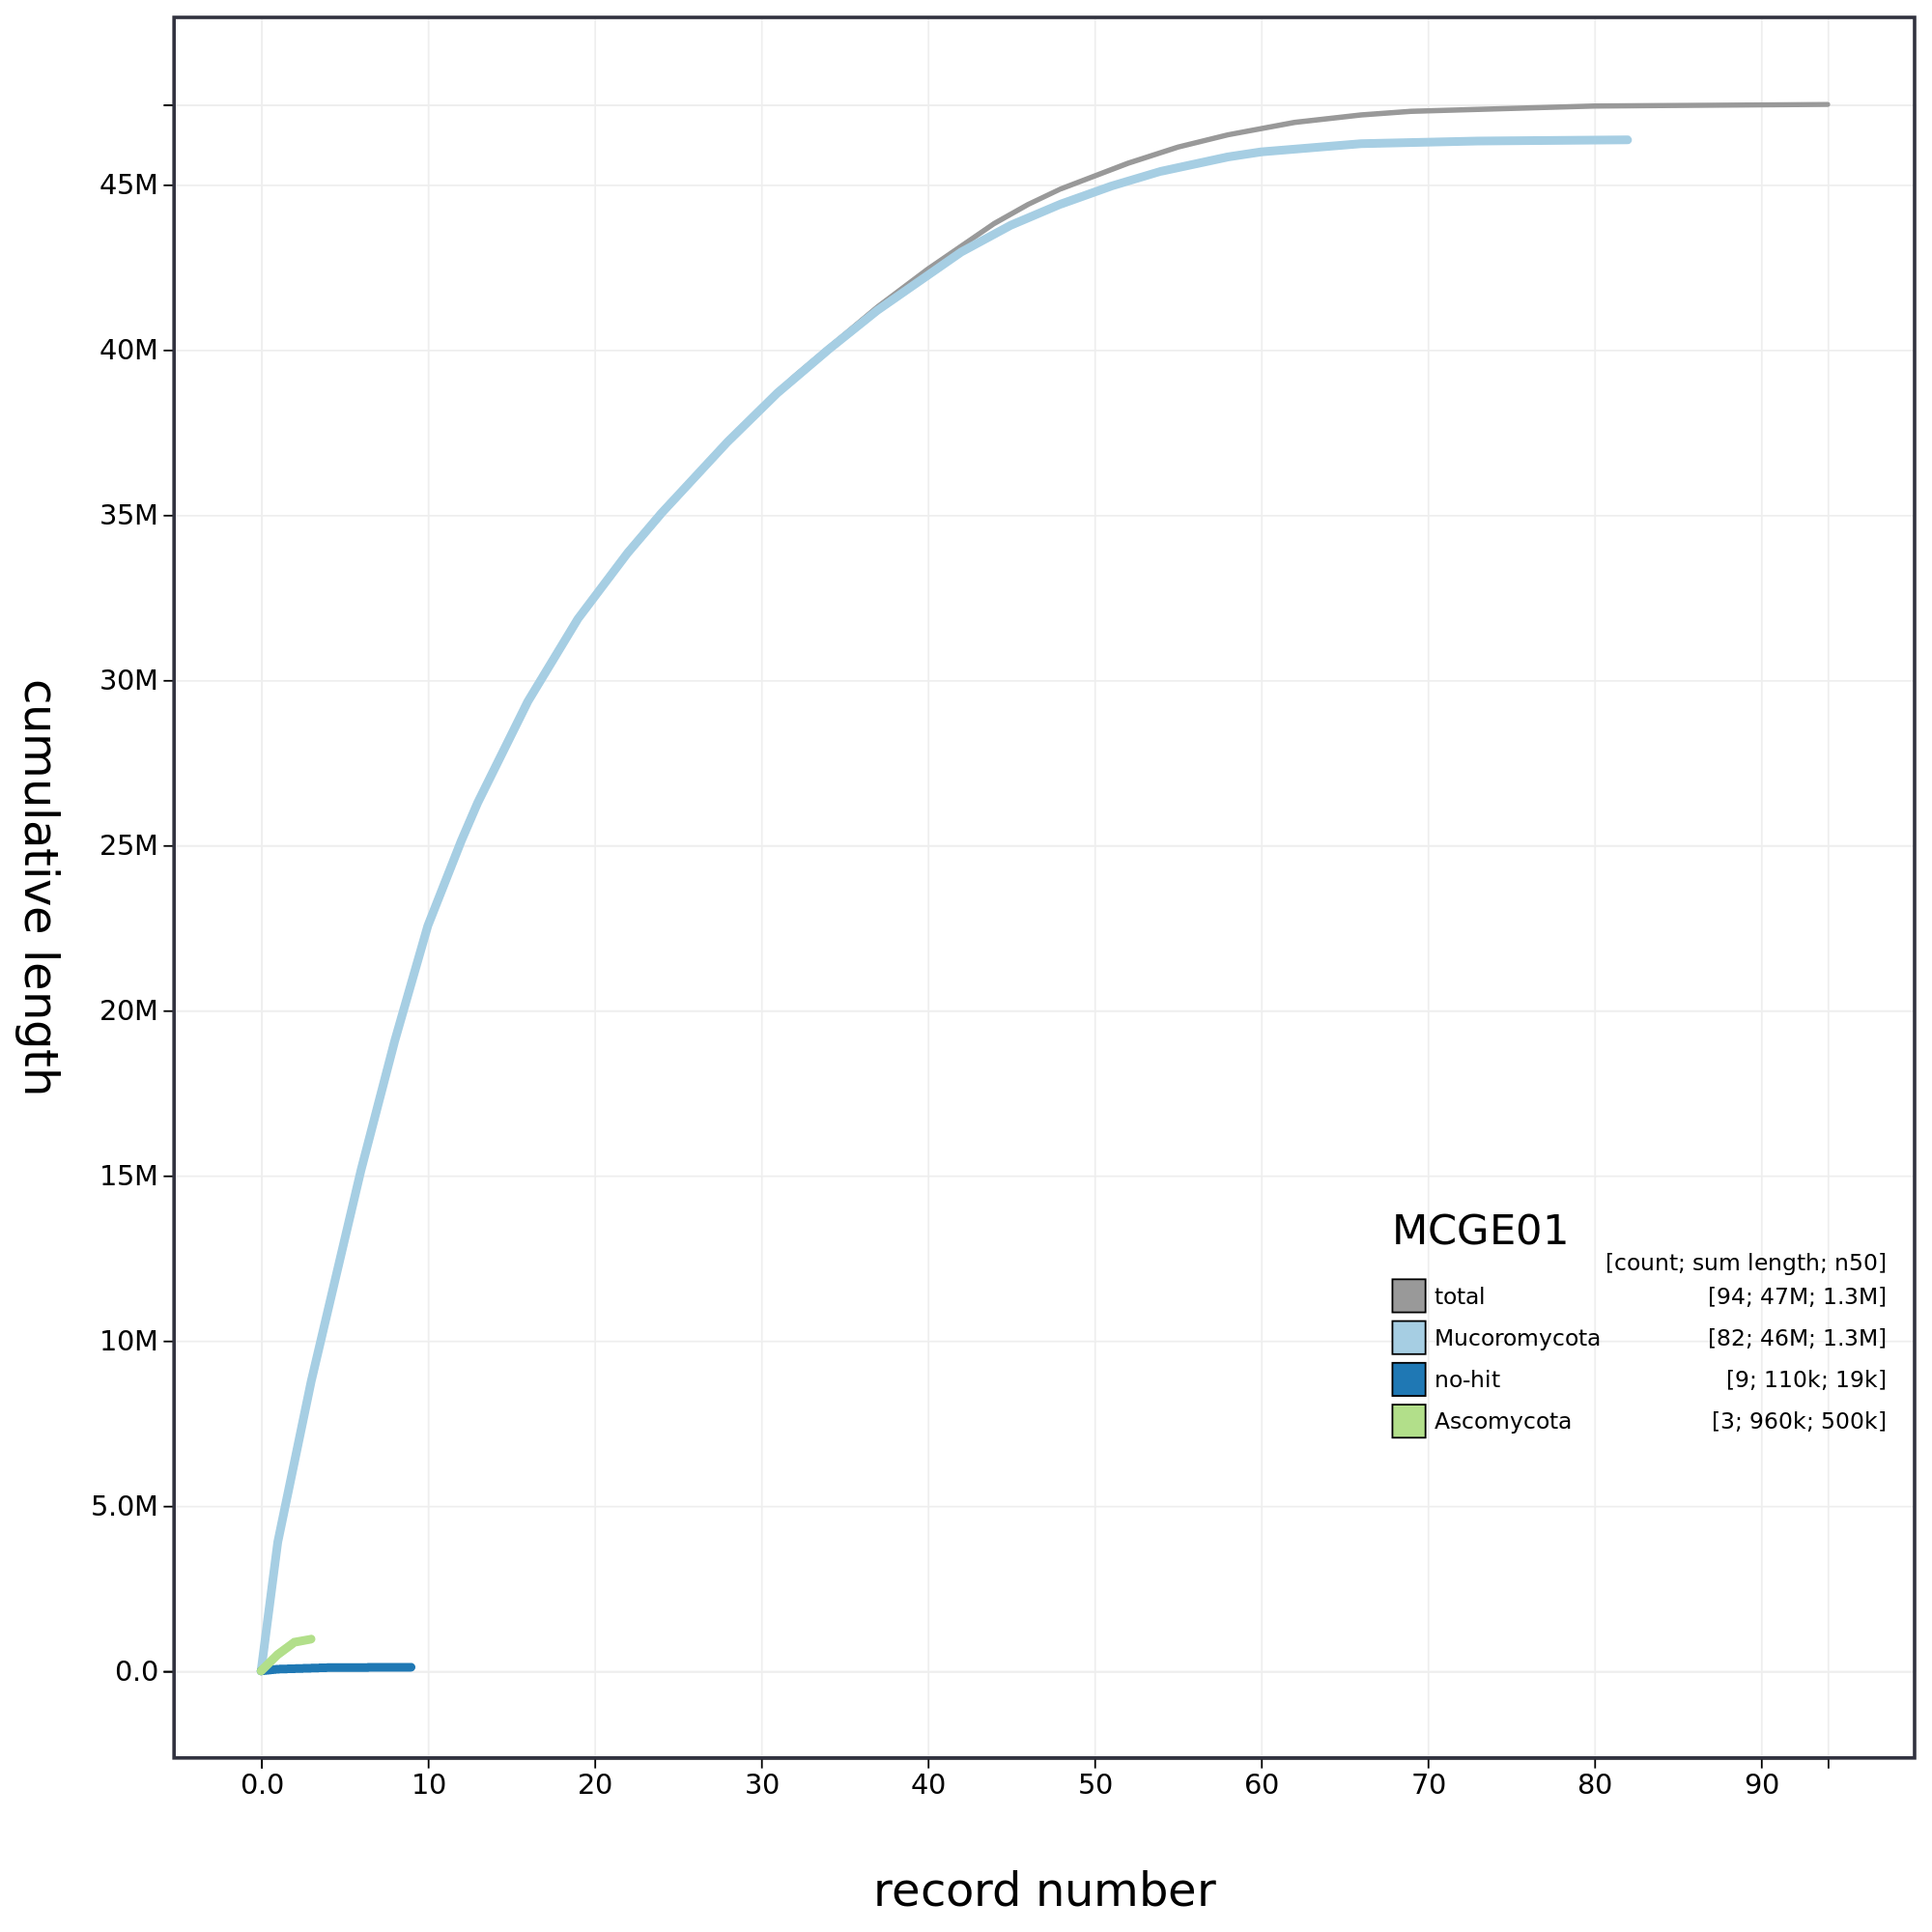 cumulative length
45M
40M
35M
30M
25M
20M
15M
10M
5.0M
0.0
MCGE01
[count; sum length; n50]
total [94; 47M; 1.3M]
Mucoromycota [82; 46M; 1.3M]
no-hit [9; 110k; 19k]
Ascomycota [3; 960k; 500k]
0.0 10 20 30 40 50 60 70 80 90
record number